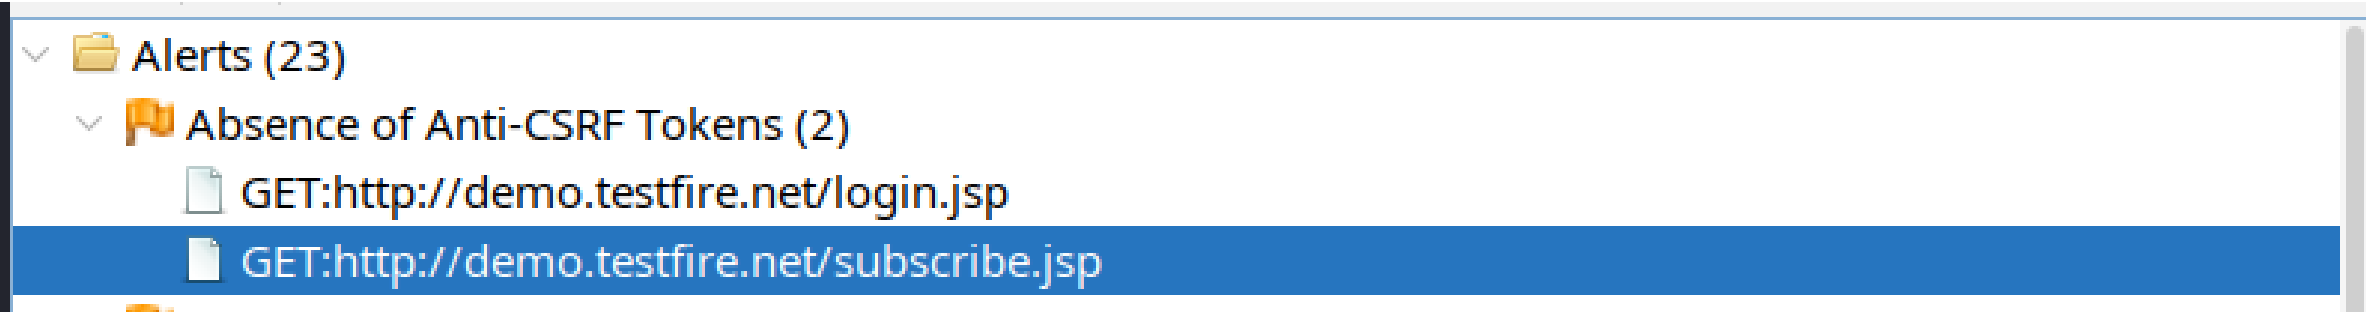 Alerts (23)
Absence of Anti-CSRF Tokens (2)
GET:http://demo.testfire.net/login.jsp
GET:http://demo.testfire.net/subscribe.jsp